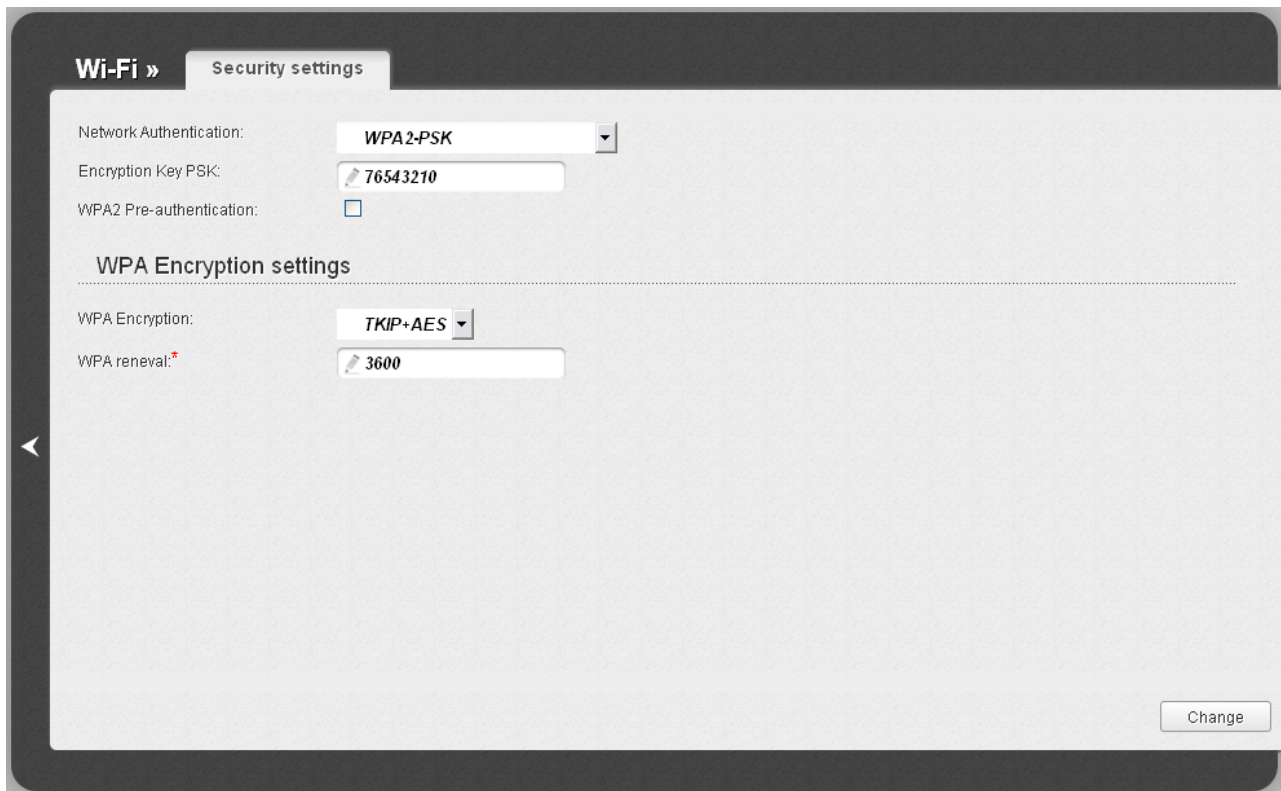 Wi-Fi » Security settings
Network Authentication: WPA2-PSK
Encryption Key PSK: 76543210
WPA2 Pre-authentication:
WPA Encryption settings
WPA Encryption: TKIP+AES
WPA reneval:* 3600
Change